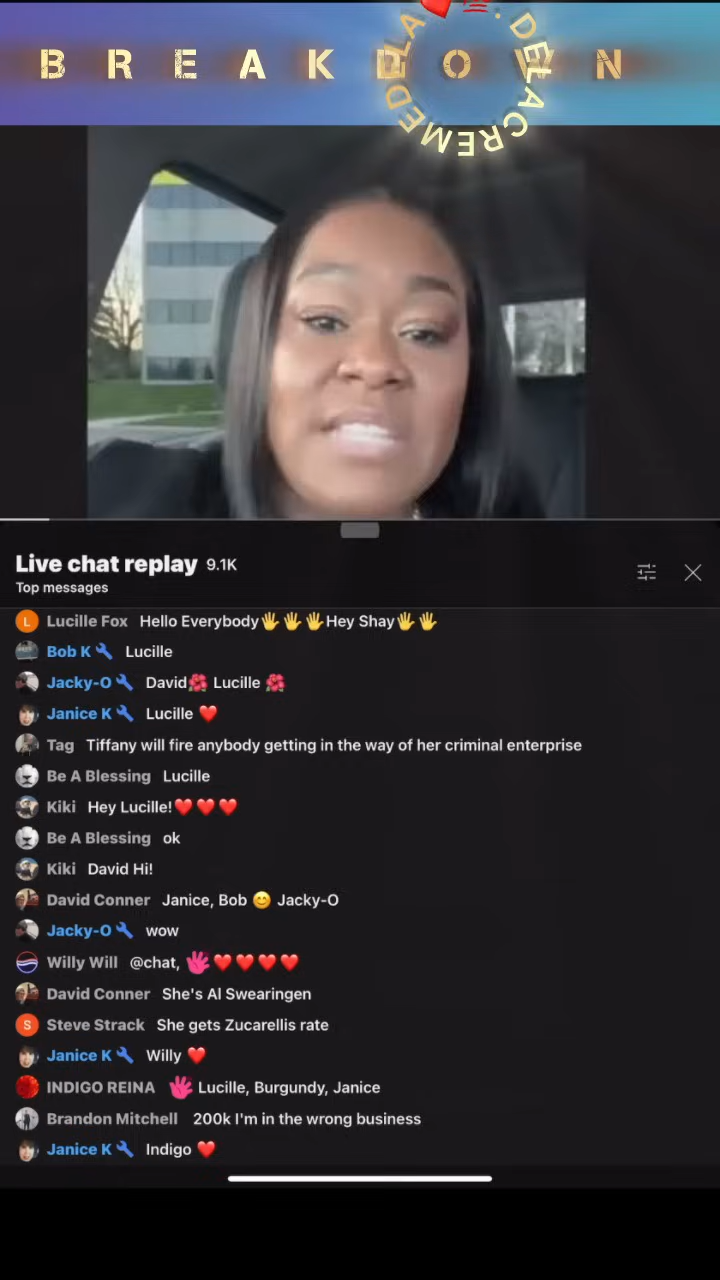 BREAKDOWN
DELACREMEDELA
Live chat replay 9.1K
Top messages
L Lucille Fox Hello Everybody🖐️🖐️🖐️Hey Shay🖐️🖐️
Bob K Lucille
Jacky-O David🌺 Lucille 🌺
Janice K Lucille ❤️
Tag Tiffany will fire anybody getting in the way of her criminal enterprise
Be A Blessing Lucille
Kiki Hey Lucille!❤️❤️❤️
Be A Blessing ok
Kiki David Hi!
David Conner Janice, Bob 😊 Jacky-O
Jacky-O wow
Willy Will @chat, 👋❤️❤️❤️❤️
David Conner She's Al Swearingen
S Steve Strack She gets Zucarellis rate
Janice K Willy ❤️
INDIGO REINA 👋 Lucille, Burgundy, Janice
Brandon Mitchell 200k I'm in the wrong business
Janice K Indigo ❤️